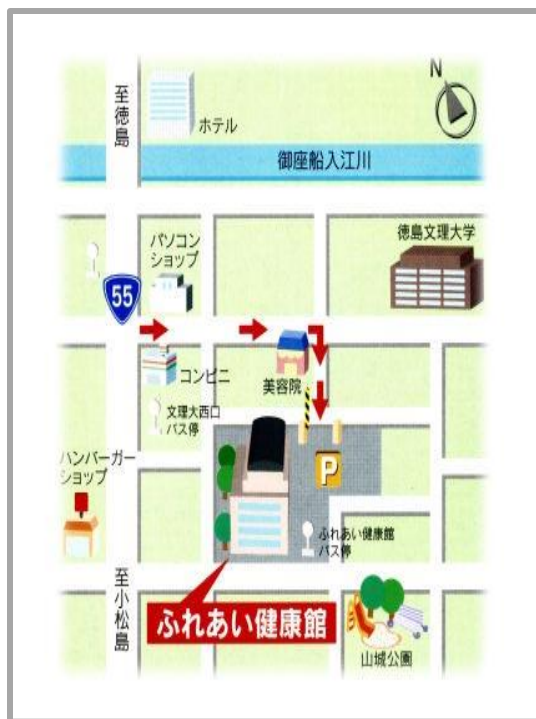 N
至徳島
ホテル
御座船入江川
パソコン
ショップ
徳島文理大学
55
コンビニ
美容院
文理大西口
バス停
ハンバーガー
ショップ
P
ふれあい健康館
バス停
至小松島
ふれあい健康館
山城公園